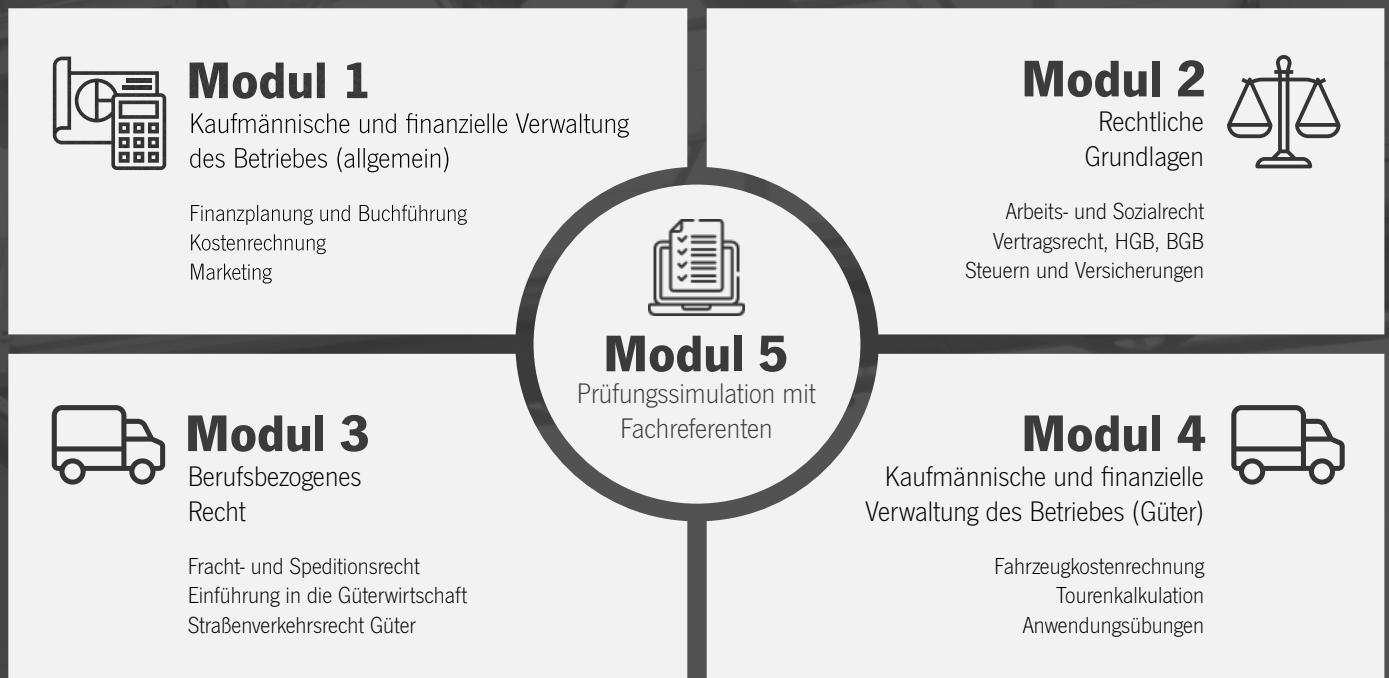 Modul 1
Kaufmännische und finanzielle Verwaltung
des Betriebes (allgemein)
Finanzplanung und Buchführung
Kostenrechnung
Marketing
Modul 2
Rechtliche
Grundlagen
Arbeits- und Sozialrecht
Vertragsrecht, HGB, BGB
Steuern und Versicherungen
Modul 5
Prüfungssimulation mit
Fachreferenten
Modul 3
Berufsbezogenes
Recht
Fracht- und Speditionsrecht
Einführung in die Güterwirtschaft
Straßenverkehrsrecht Güter
Modul 4
Kaufmännische und finanzielle
Verwaltung des Betriebes (Güter)
Fahrzeugkostenrechnung
Tourenkalkulation
Anwendungsübungen